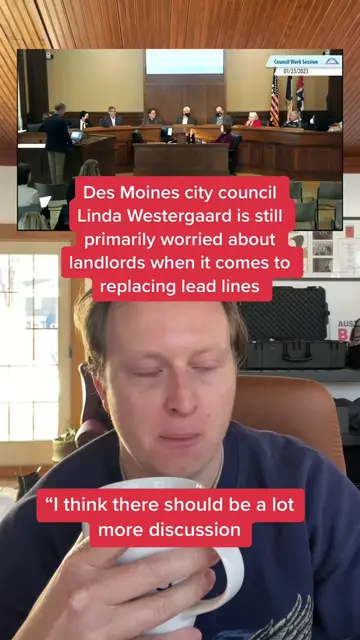 Council Work Session
01/23/2023
Des Moines city council
Linda Westergaard is still
primarily worried about
landlords when it comes to
replacing lead lines
AUST
B
“I think there should be a lot
more discussion